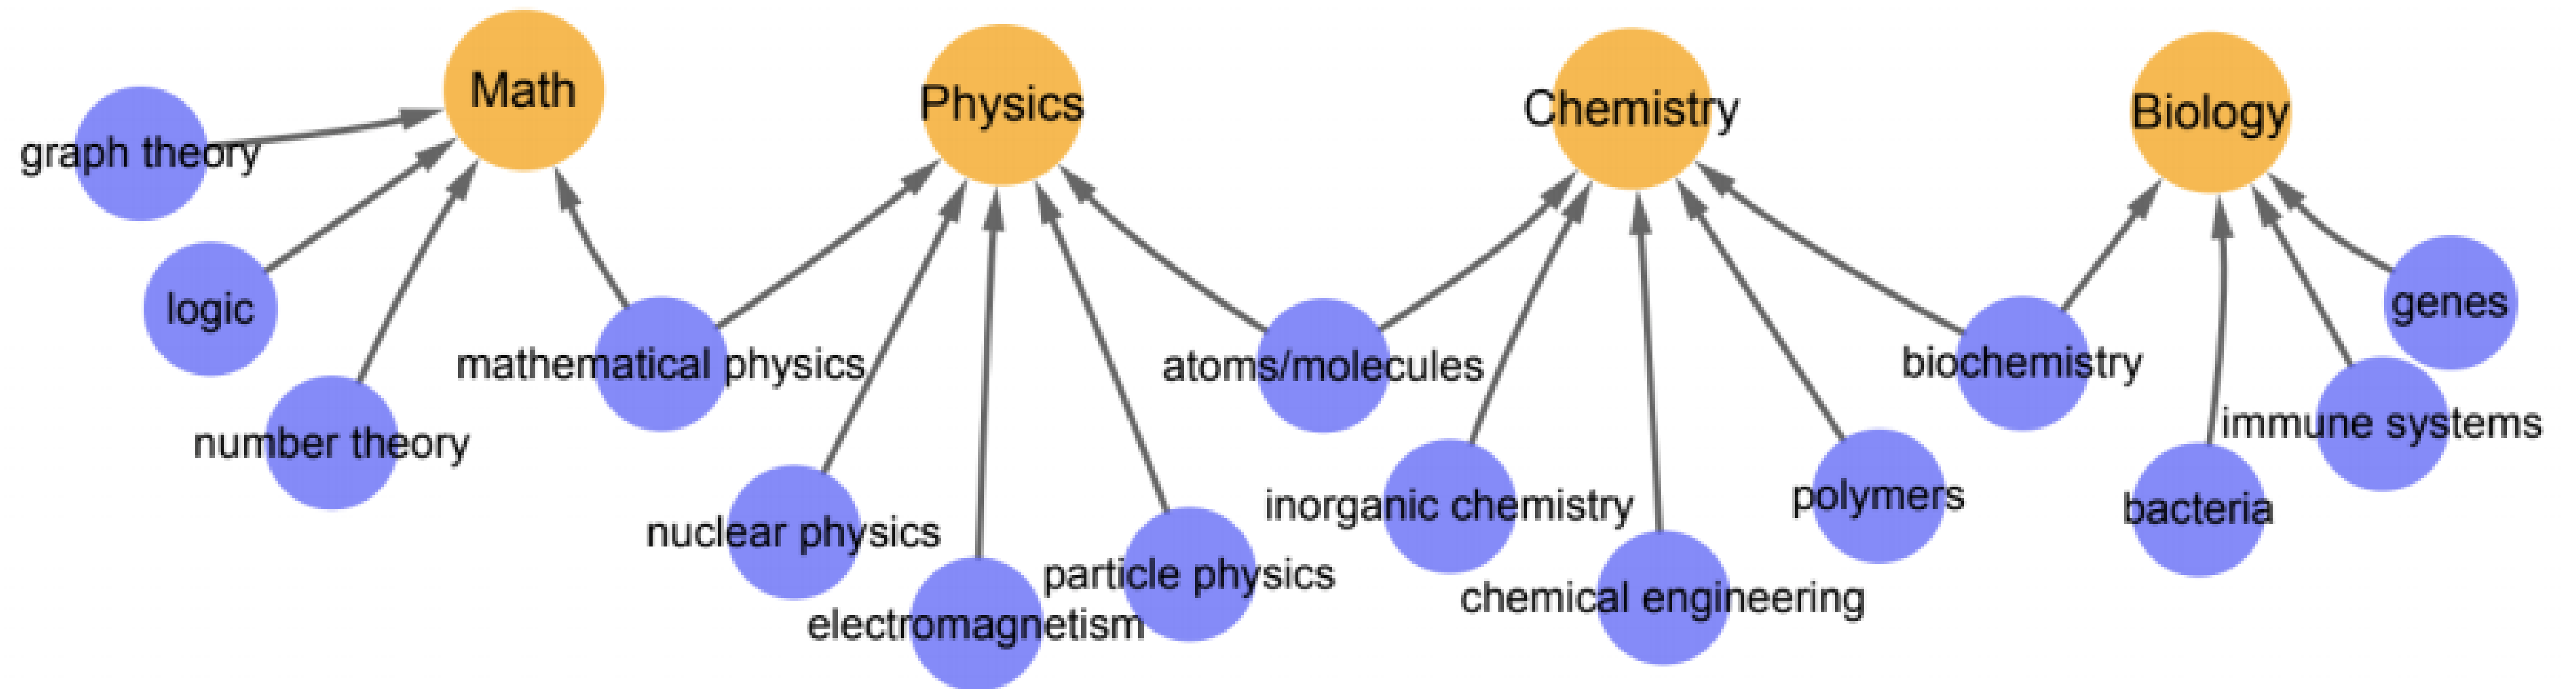 Math
Physics
Chemistry
Biology
graph theory
logic
number theory
mathematical physics
nuclear physics
electromagnetism
particle physics
atoms/molecules
inorganic chemistry
chemical engineering
polymers
biochemistry
bacteria
immune systems
genes